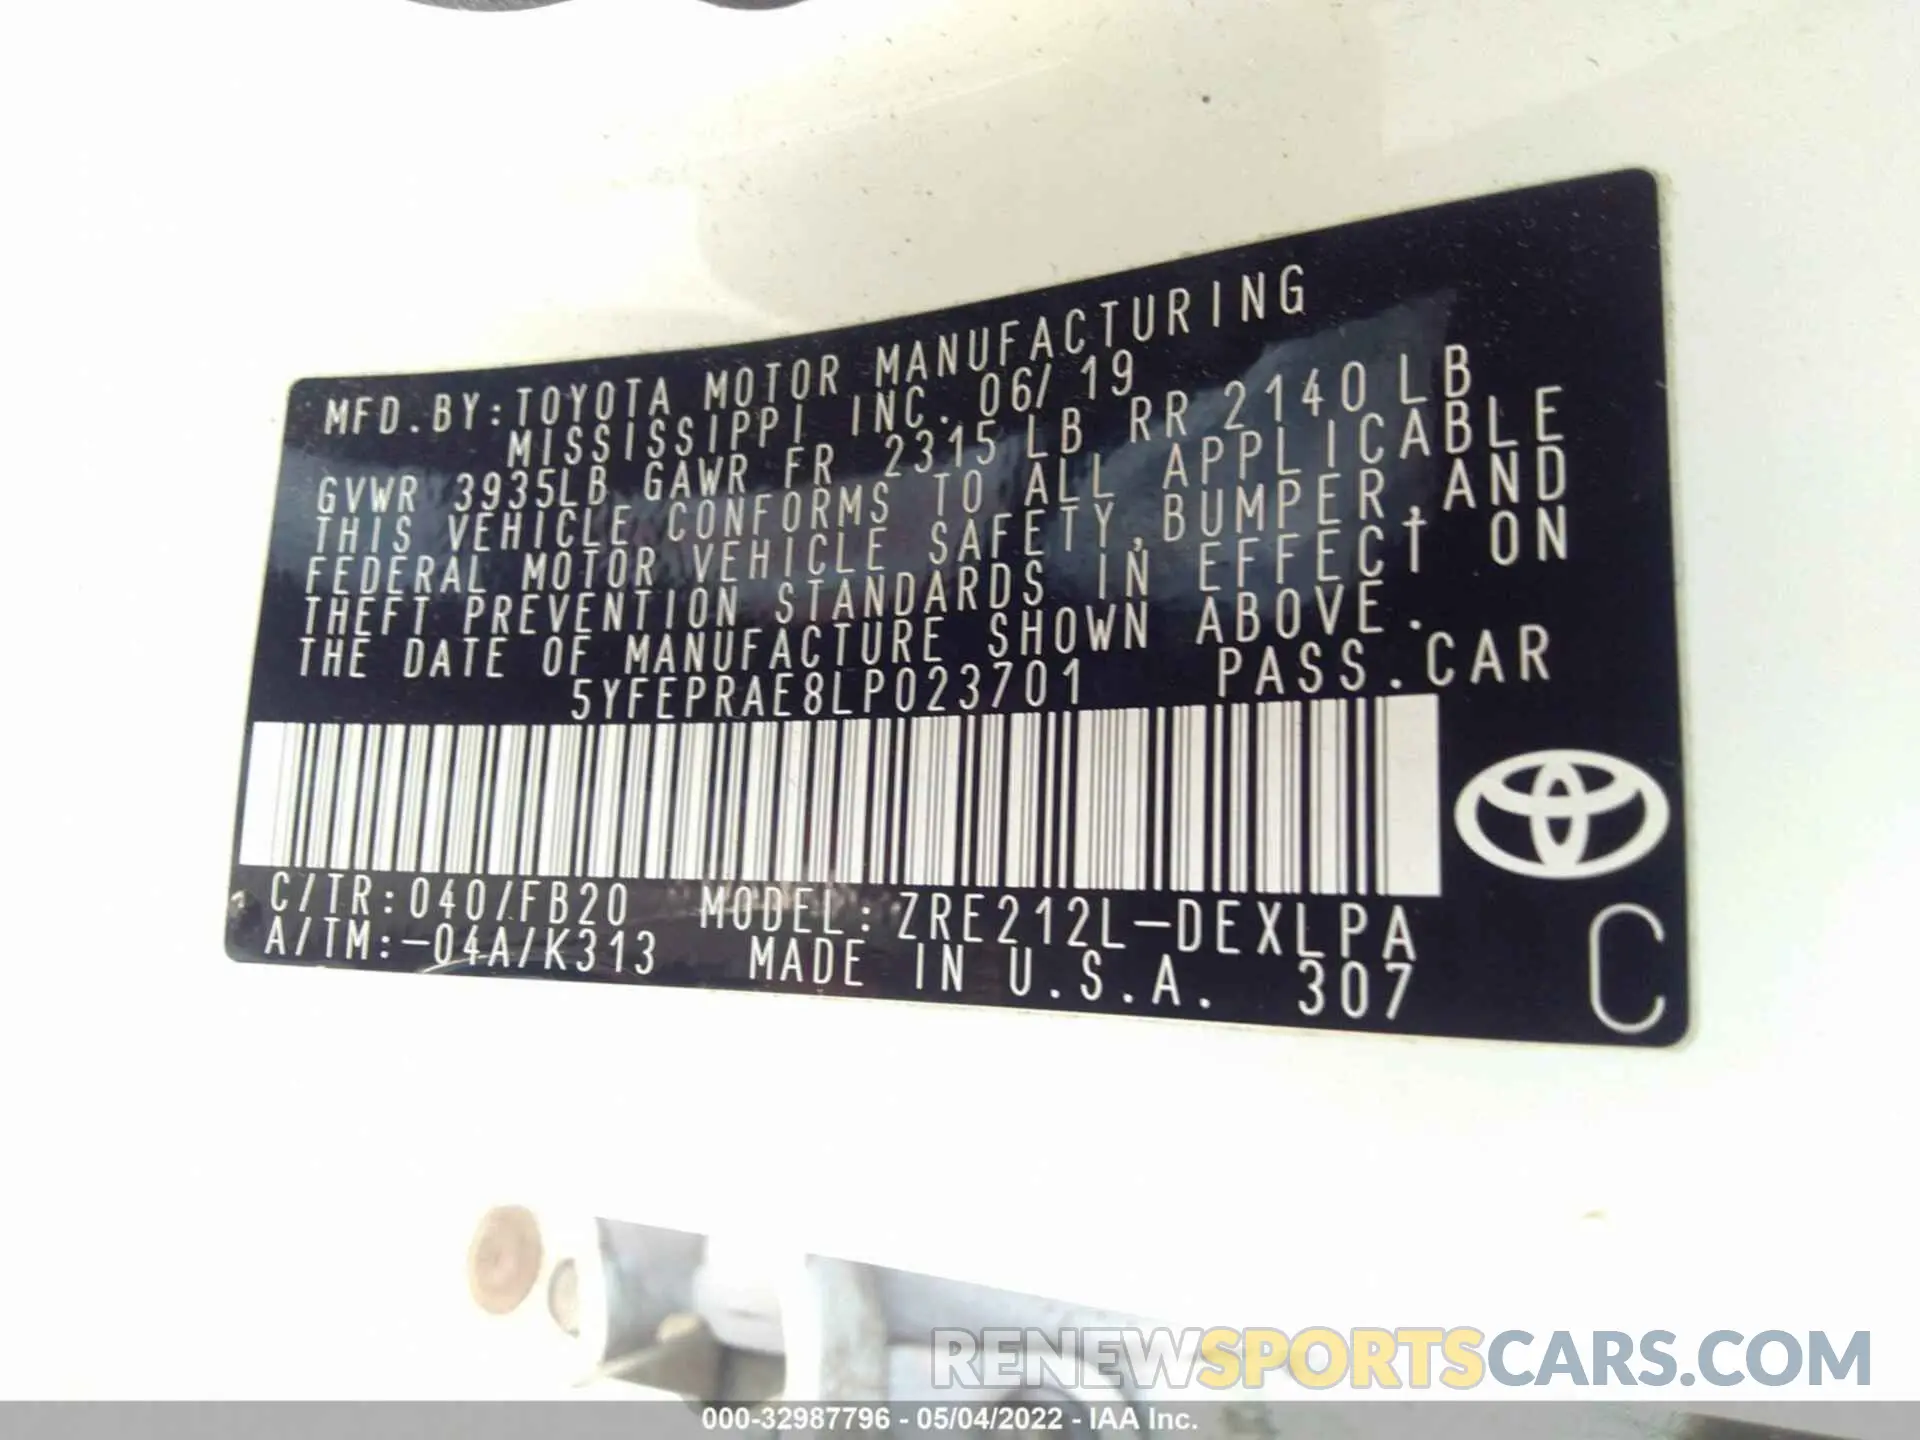 MFD.BY:TOYOTA MOTOR MANUFACTURING
MISSISSIPPI INC. 06/19
GVWR 3935LB GAWR FR 2315LB RR 2140LB
THIS VEHICLE CONFORMS TO ALL APPLICABLE
FEDERAL MOTOR VEHICLE SAFETY,BUMPER,AND
THEFT PREVENTION STANDARDS IN EFFECT ON
THE DATE OF MANUFACTURE SHOWN ABOVE.
5YFEPRAE8LP023701 PASS.CAR
C/TR:040/FB20 MODEL:ZRE212L-DEXLPA
A/TM:-04A/K313 MADE IN U.S.A. 307
C
RENEWSPORTSCARS.COM
000-32987796 - 05/04/2022 - IAA Inc.